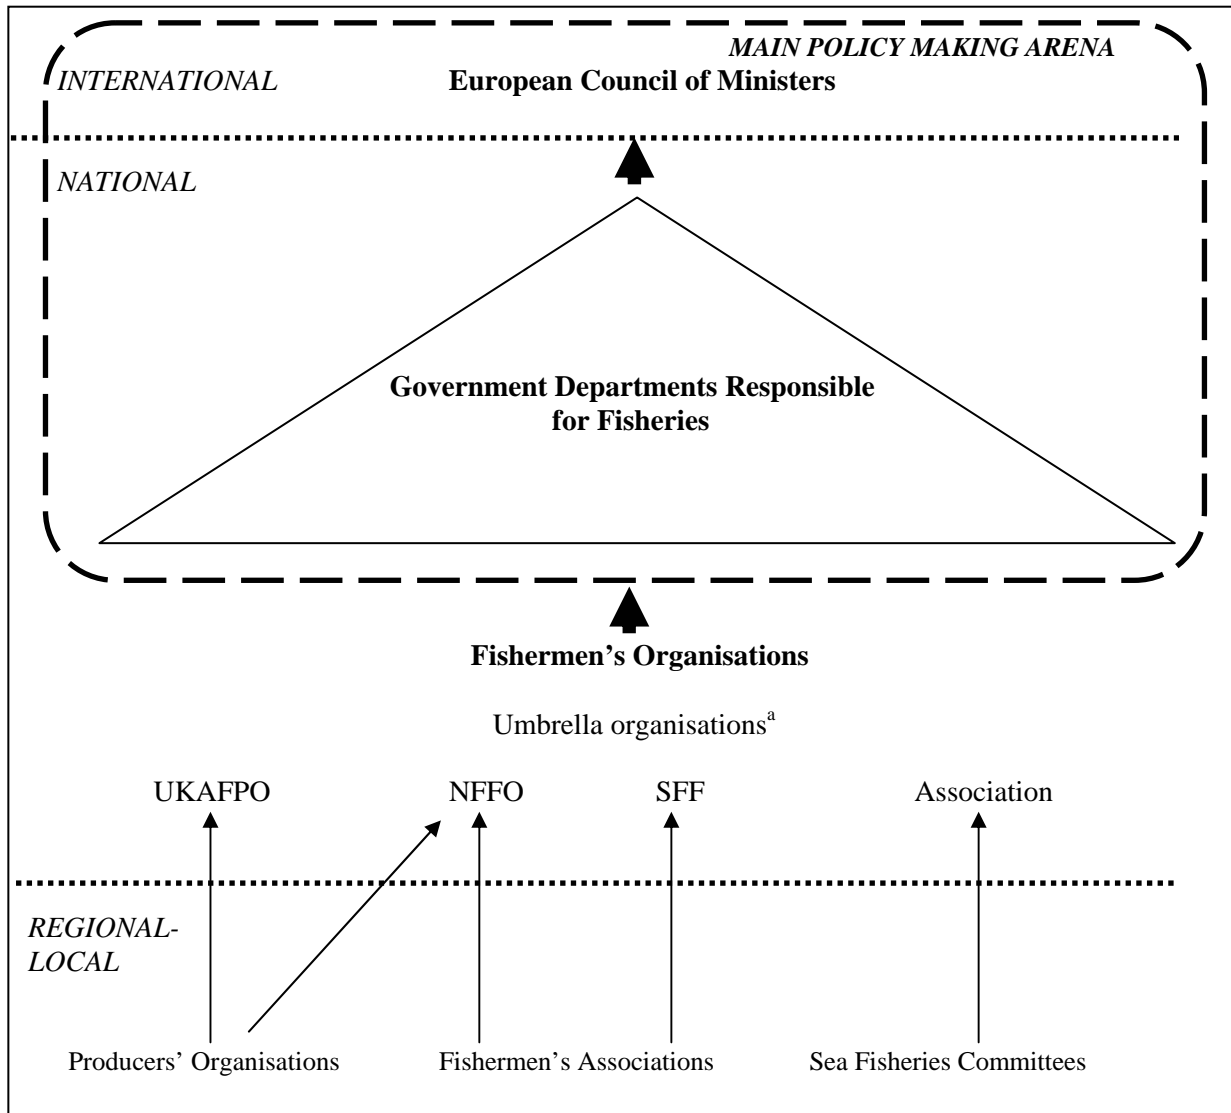 MAIN POLICY MAKING ARENA
INTERNATIONAL
European Council of Ministers
NATIONAL
Government Departments Responsible
for Fisheries
Fishermen’s Organisations
Umbrella organisationsᵃ
UKAFPO
NFFO
SFF
Association
REGIONAL-
LOCAL
Producers’ Organisations
Fishermen’s Associations
Sea Fisheries Committees